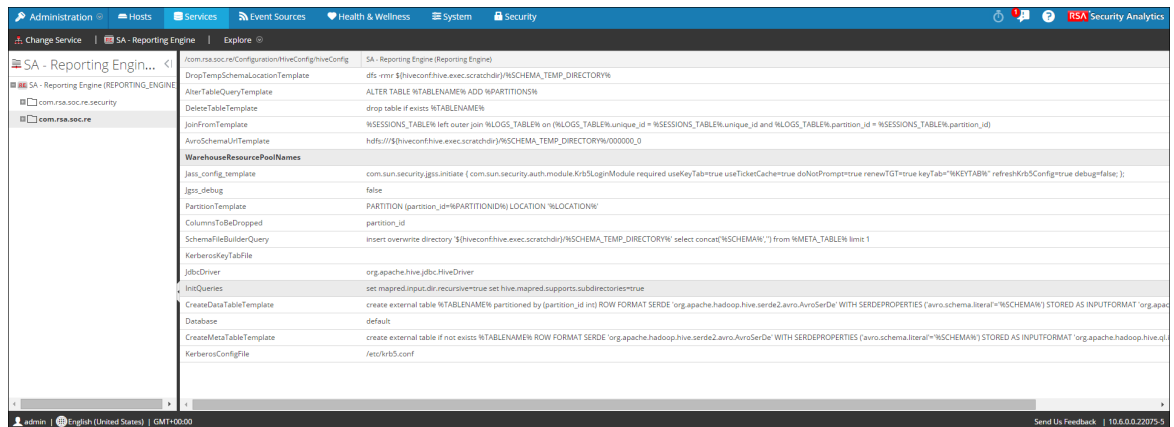 Administration Hosts Services Event Sources Health & Wellness System Security 1 RSA Security Analytics
Change Service | SA - Reporting Engine | Explore
SA - Reporting Engin...
SA - Reporting Engine (REPORTING_ENGINE
com.rsa.soc.re.security
com.rsa.soc.re
/com.rsa.soc.re/Configuration/HiveConfig/hiveConfig SA - Reporting Engine (Reporting Engine)
DropTempSchemaLocationTemplate dfs -rmr ${hiveconf:hive.exec.scratchdir}/%SCHEMA_TEMP_DIRECTORY%
AlterTableQueryTemplate ALTER TABLE %TABLENAME% ADD %PARTITIONS%
DeleteTableTemplate drop table if exists %TABLENAME%
JoinFromTemplate %SESSIONS_TABLE% left outer join %LOGS_TABLE% on (%LOGS_TABLE%.unique_id = %SESSIONS_TABLE%.unique_id and %LOGS_TABLE%.partition_id = %SESSIONS_TABLE%.partition_id)
AvroSchemaUrlTemplate hdfs:///${hiveconf:hive.exec.scratchdir}/%SCHEMA_TEMP_DIRECTORY%/000000_0
WarehouseResourcePoolNames
Jass_config_template com.sun.security.jgss.initiate { com.sun.security.auth.module.Krb5LoginModule required useKeyTab=true useTicketCache=true doNotPrompt=true renewTGT=true keyTab="%KEYTAB%" refreshKrb5Config=true debug=false; };
Jgss_debug false
PartitionTemplate PARTITION (partition_id=%PARTITIONID%) LOCATION '%LOCATION%'
ColumnsToBeDropped partition_id
SchemaFileBuilderQuery insert overwrite directory '${hiveconf:hive.exec.scratchdir}/%SCHEMA_TEMP_DIRECTORY%' select concat('%SCHEMA%','') from %META_TABLE% limit 1
KerberosKeyTabFile
JdbcDriver org.apache.hive.jdbc.HiveDriver
InitQueries set mapred.input.dir.recursive=true set hive.mapred.supports.subdirectories=true
CreateDataTableTemplate create external table %TABLENAME% partitioned by (partition_id int) ROW FORMAT SERDE 'org.apache.hadoop.hive.serde2.avro.AvroSerDe' WITH SERDEPROPERTIES ('avro.schema.literal'='%SCHEMA%') STORED AS INPUTFORMAT 'org.apac
Database default
CreateMetaTableTemplate create external table if not exists %TABLENAME% ROW FORMAT SERDE 'org.apache.hadoop.hive.serde2.avro.AvroSerDe' WITH SERDEPROPERTIES ('avro.schema.literal'='%SCHEMA%') STORED AS INPUTFORMAT 'org.apache.hadoop.hive.ql.i
KerberosConfigFile /etc/krb5.conf
admin | English (United States) | GMT+00:00 Send Us Feedback | 10.6.0.0.22075-5